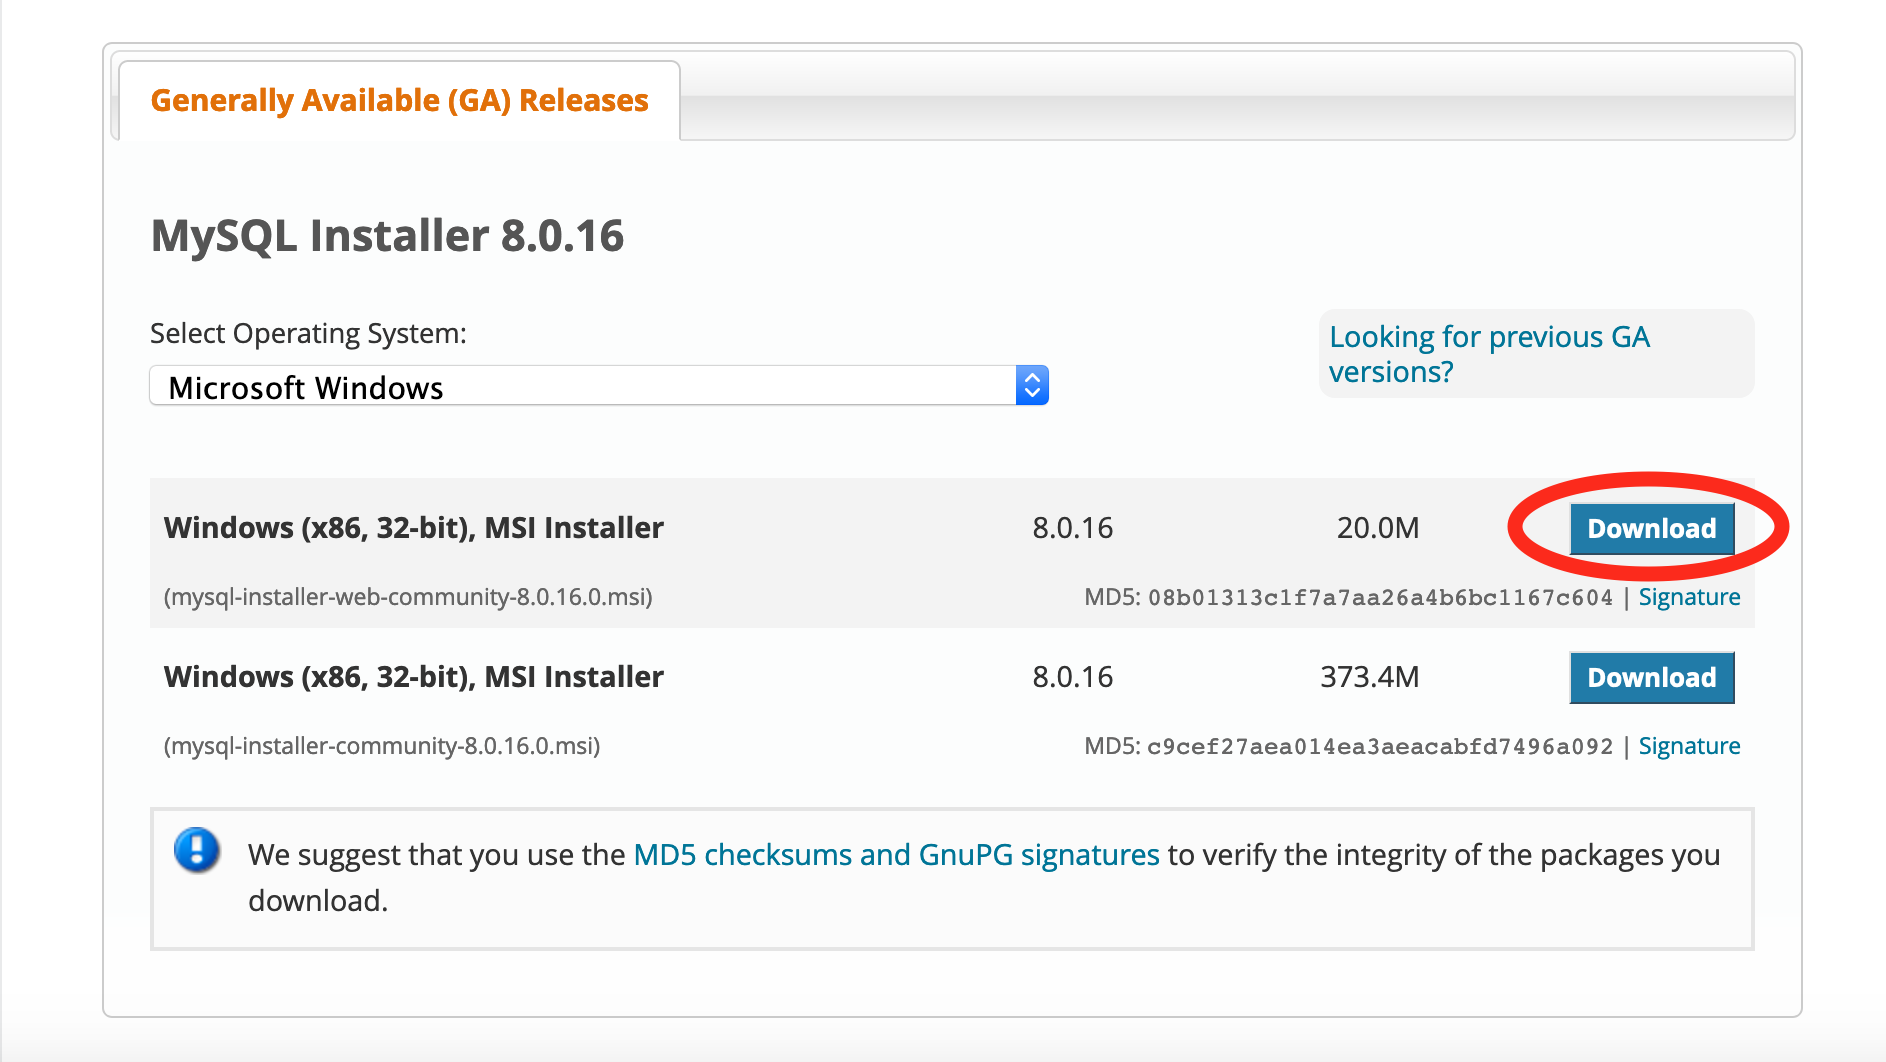 Generally Available (GA) Releases
MySQL Installer 8.0.16
Select Operating System:
Microsoft Windows
Looking for previous GA
versions?
Windows (x86, 32-bit), MSI Installer 8.0.16 20.0M Download
(mysql-installer-web-community-8.0.16.0.msi) MD5: 08b01313c1f7a7aa26a4b6bc1167c604 | Signature
Windows (x86, 32-bit), MSI Installer 8.0.16 373.4M Download
(mysql-installer-community-8.0.16.0.msi) MD5: c9cef27aea014ea3aeacabfd7496a092 | Signature
We suggest that you use the MD5 checksums and GnuPG signatures to verify the integrity of the packages you
download.